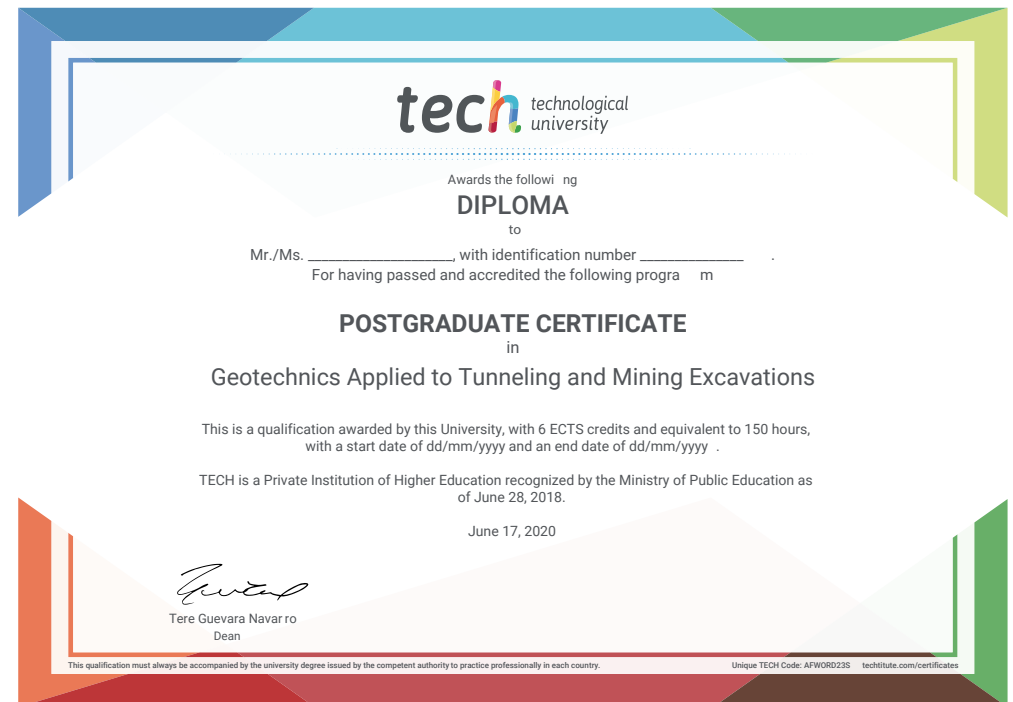 tech technological
university
Awards the followi ng
DIPLOMA
to
Mr./Ms. ____________________, with identification number ______________ .
For having passed and accredited the following progra m
POSTGRADUATE CERTIFICATE
in
Geotechnics Applied to Tunneling and Mining Excavations
This is a qualification awarded by this University, with 6 ECTS credits and equivalent to 150 hours,
with a start date of dd/mm/yyyy and an end date of dd/mm/yyyy .
TECH is a Private Institution of Higher Education recognized by the Ministry of Public Education as
of June 28, 2018.
June 17, 2020
Tere Guevara Navar ro
Dean
This qualification must always be accompanied by the university degree issued by the competent authority to practice professionally in each country.
Unique TECH Code: AFWORD23S techtitute.com/certificates